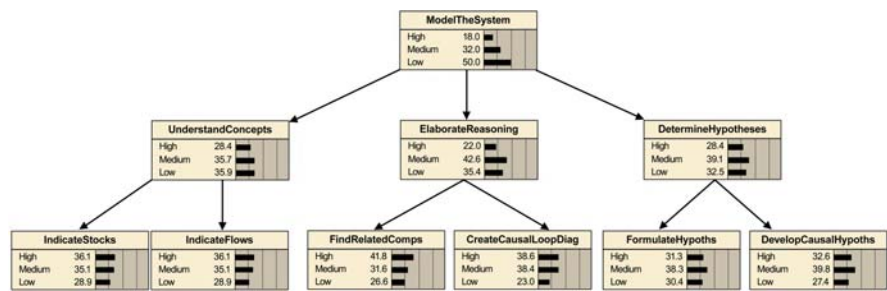 ModelTheSystem
High 18.0
Medium 32.0
Low 50.0
UnderstandConcepts
High 28.4
Medium 35.7
Low 35.9
ElaborateReasoning
High 22.0
Medium 42.6
Low 35.4
DetermineHypotheses
High 28.4
Medium 39.1
Low 32.5
IndicateStocks
High 36.1
Medium 35.1
Low 28.9
IndicateFlows
High 36.1
Medium 35.1
Low 28.9
FindRelatedComps
High 41.8
Medium 31.6
Low 26.6
CreateCausalLoopDiag
High 38.6
Medium 38.4
Low 23.0
FormulateHypoths
High 31.3
Medium 38.3
Low 30.4
DevelopCausalHypoths
High 32.6
Medium 39.8
Low 27.4